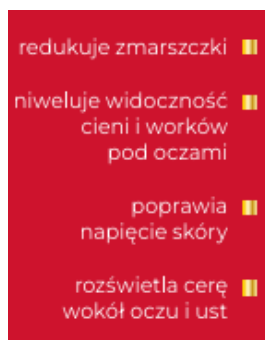 redukuje zmarszczki
niweluje widoczność
cieni i worków
pod oczami
poprawia
napięcie skóry
rozświetla cerę
wokół oczu i ust